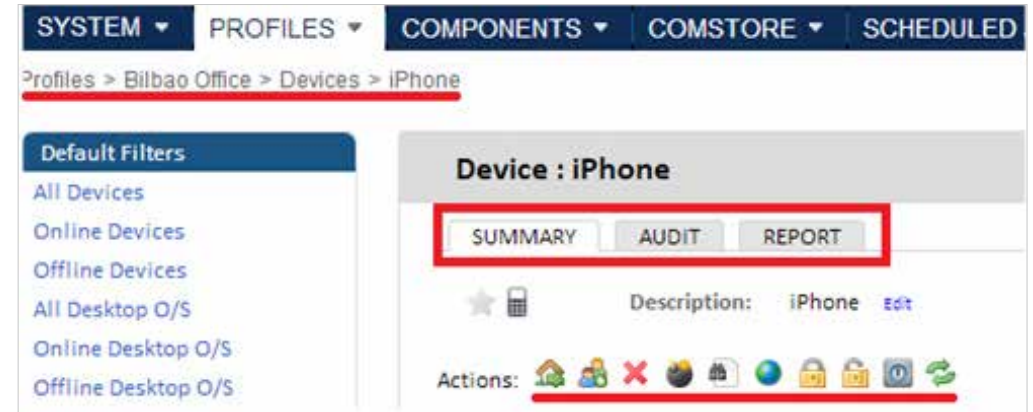 SYSTEM PROFILES COMPONENTS COMSTORE SCHEDULED
Profiles > Bilbao Office > Devices > iPhone
Default Filters
All Devices
Online Devices
Offline Devices
All Desktop O/S
Online Desktop O/S
Offline Desktop O/S
Device : iPhone
SUMMARY AUDIT REPORT
Description: iPhone Edit
Actions: